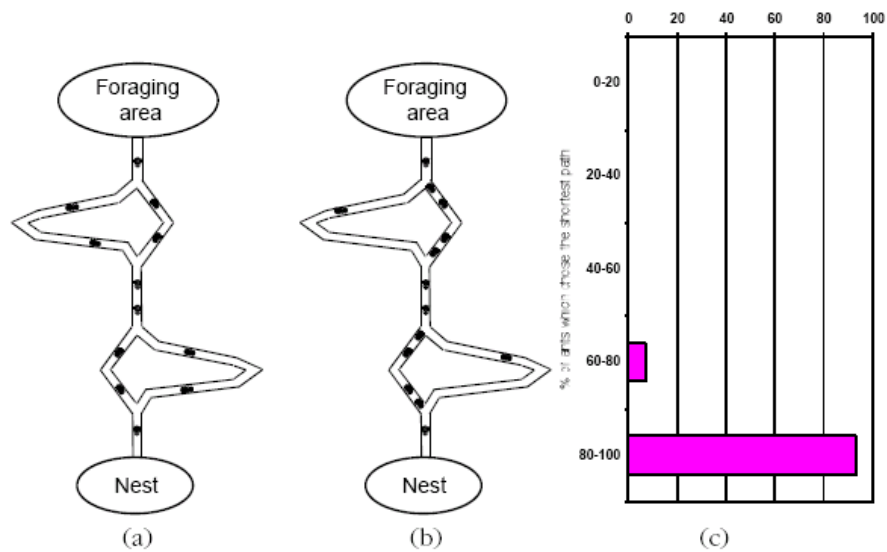 Foraging
area
Nest
(a)
Foraging
area
Nest
(b)
0 20 40 60 80 100
0-20
20-40
40-60
60-80
80-100
% of ants which chose the shortest path
(c)